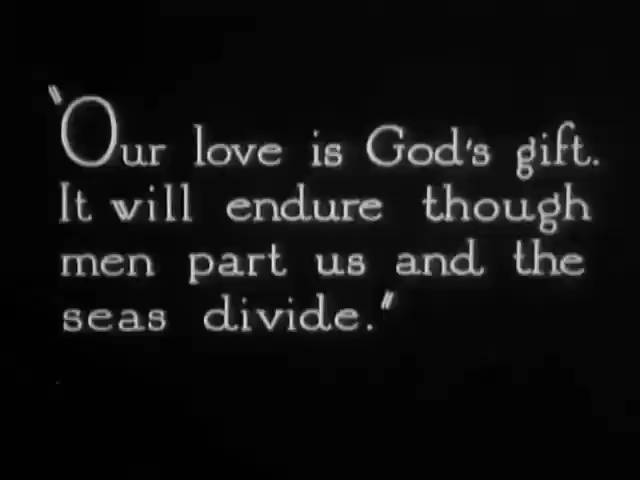 "Our love is God's gift.
It will endure though
men part us and the
seas divide."